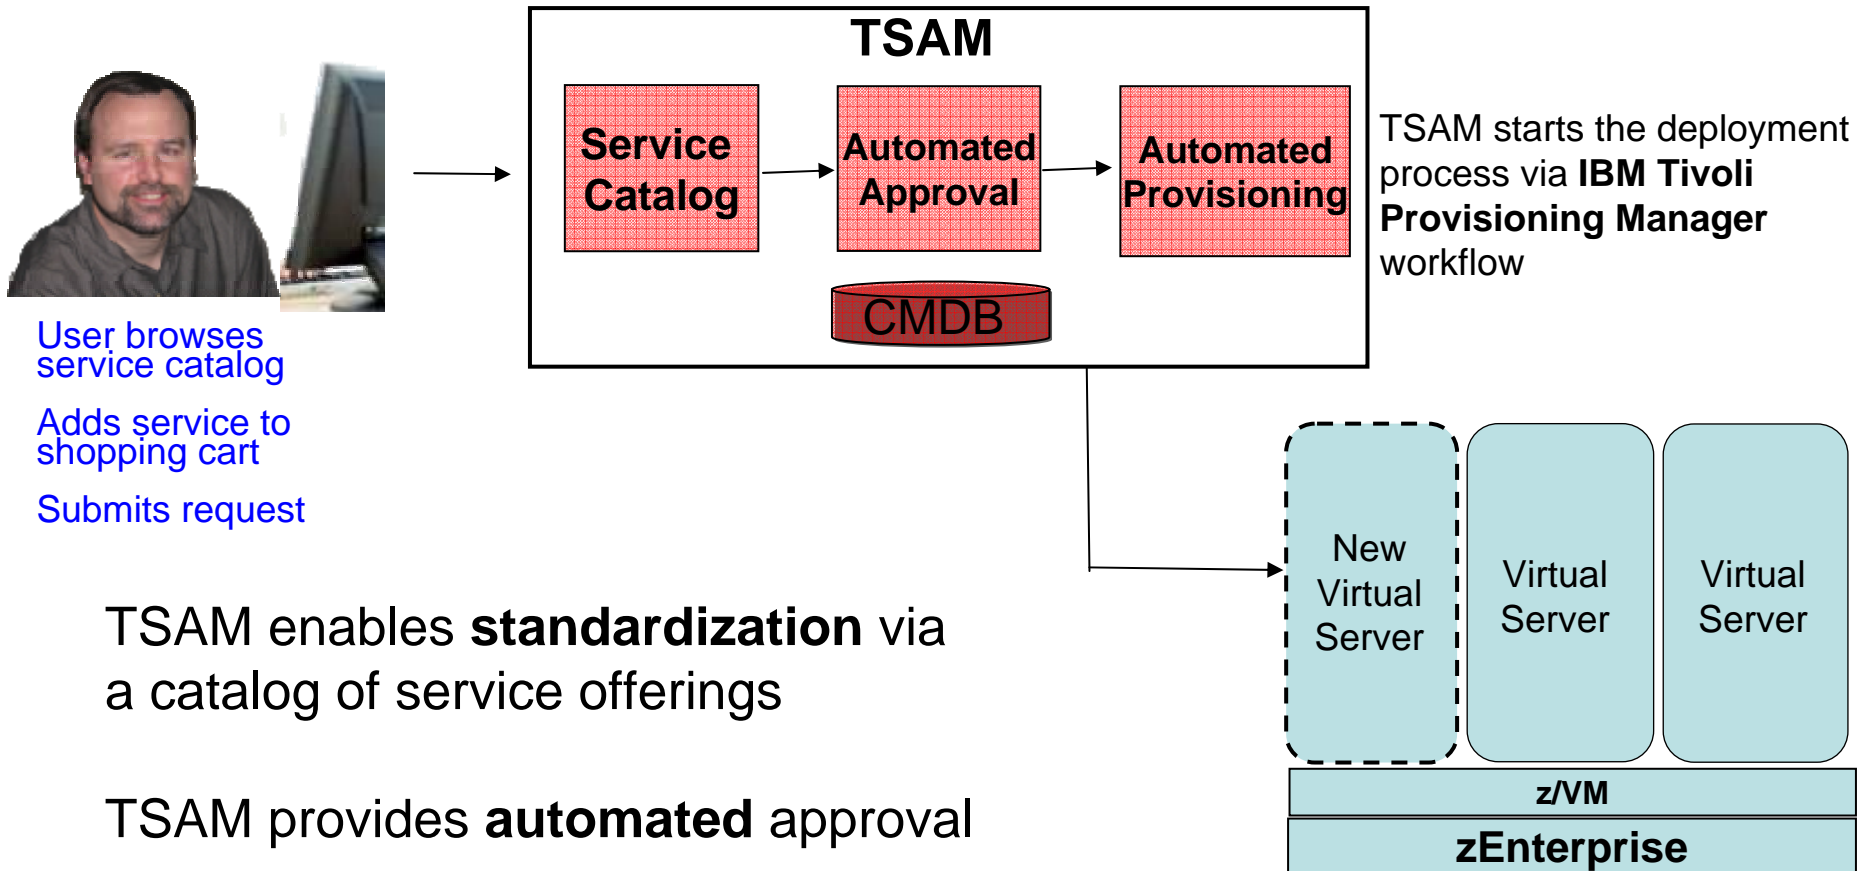 TSAM
Service
Catalog
Automated
Approval
Automated
Provisioning
CMDB
TSAM starts the deployment
process via IBM Tivoli
Provisioning Manager
workflow
User browses
service catalog
Adds service to
shopping cart
Submits request
New
Virtual
Server
Virtual
Server
Virtual
Server
z/VM
zEnterprise
TSAM enables standardization via
a catalog of service offerings
TSAM provides automated approval